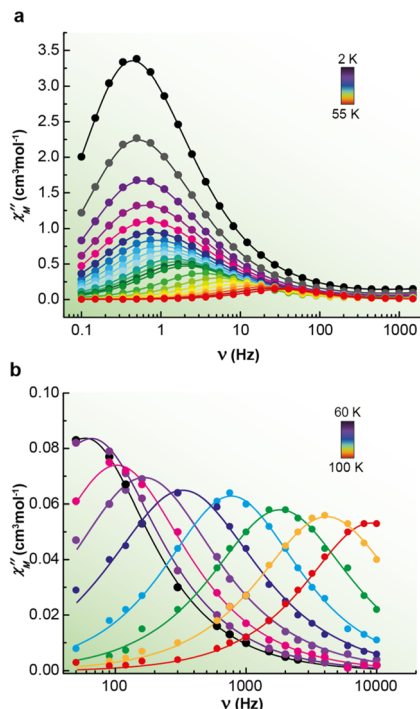 a
3.5
3.0
2.5
2.0
1.5
1.0
0.5
0.0
χ″M (cm³mol⁻¹)
2 K
55 K
0.1 1 10 100 1000
ν (Hz)
b
0.10
0.08
0.06
0.04
0.02
0.00
χ″M (cm³mol⁻¹)
60 K
100 K
100 1000 10000
ν (Hz)